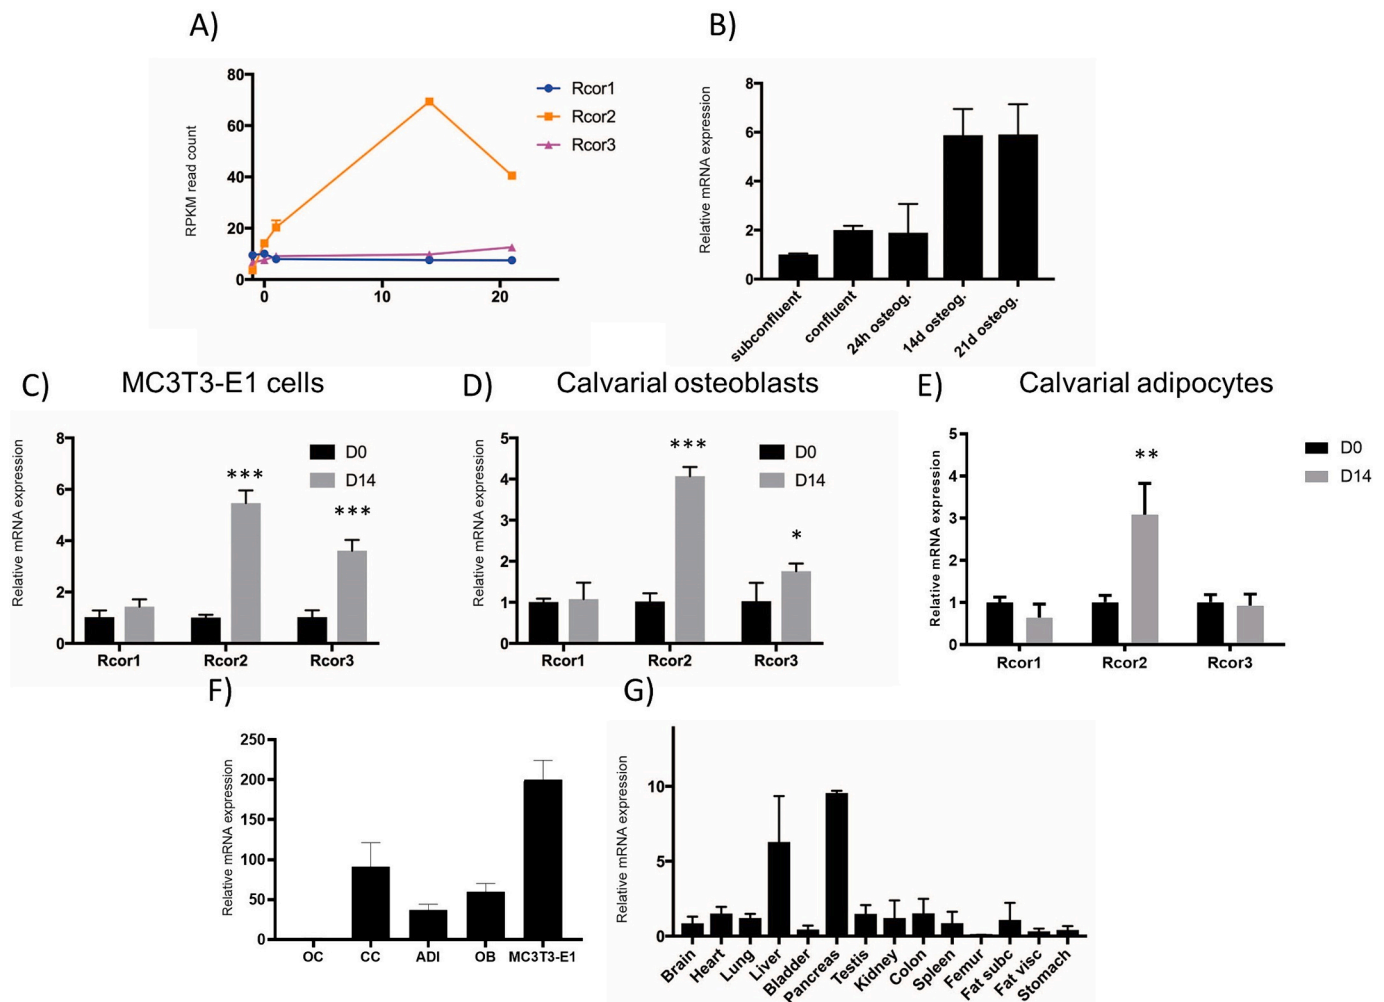 A)
RPKM read count
80
60
40
20
0
0
10
20
Rcor1
Rcor2
Rcor3
B)
Relative mRNA expression
8
6
4
2
0
subconfluent
confluent
24h osteog.
14d osteog.
21d osteog.
C)
MC3T3-E1 cells
Relative mRNA expression
8
6
4
2
0
***
***
D0
D14
Rcor1
Rcor2
Rcor3
D)
Calvarial osteoblasts
Relative mRNA expression
5
4
3
2
1
0
***
*
D0
D14
Rcor1
Rcor2
Rcor3
E)
Calvarial adipocytes
Relative mRNA expression
5
4
3
2
1
0
**
D0
D14
Rcor1
Rcor2
Rcor3
F)
Relative mRNA expression
250
200
150
100
50
0
OC
CC
ADI
OB
MC3T3-E1
G)
Relative mRNA expression
10
5
0
Brain
Heart
Lung
Liver
Bladder
Pancreas
Testis
Kidney
Colon
Spleen
Femur
Fat subc
Fat visc
Stomach